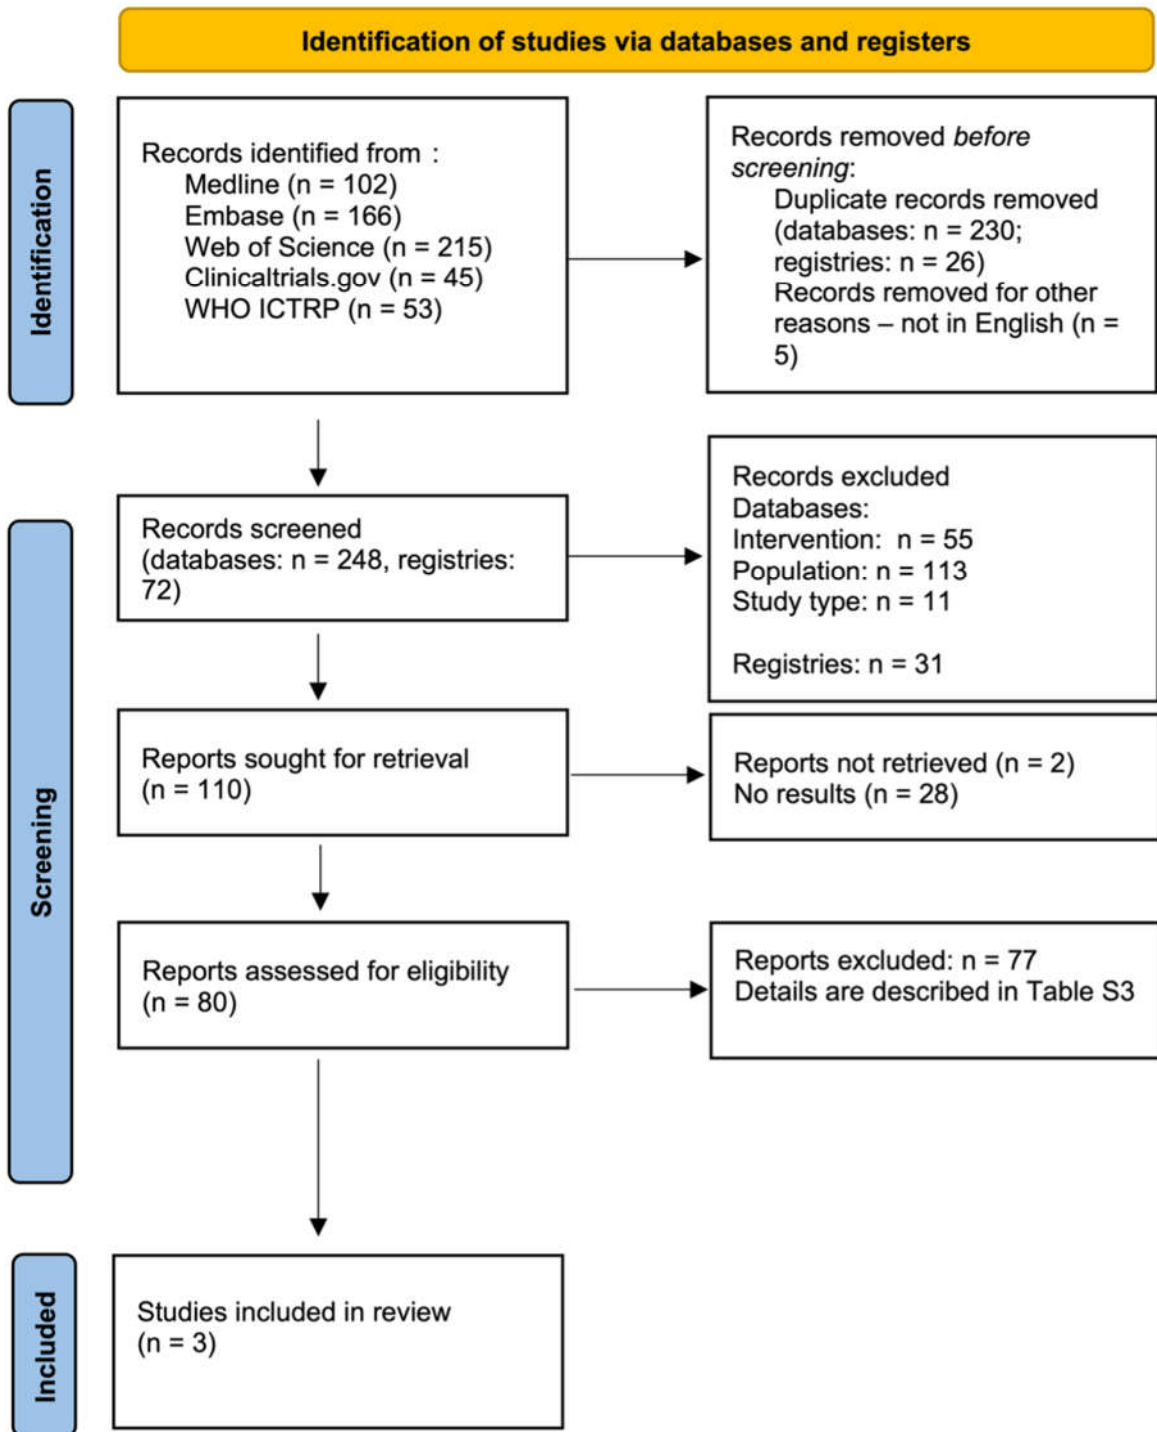 Identification of studies via databases and registers
Identification
Records identified from :
Medline (n = 102)
Embase (n = 166)
Web of Science (n = 215)
Clinicaltrials.gov (n = 45)
WHO ICTRP (n = 53)
Records removed before
screening:
Duplicate records removed
(databases: n = 230;
registries: n = 26)
Records removed for other
reasons – not in English (n =
5)
Screening
Records screened
(databases: n = 248, registries:
72)
Records excluded
Databases:
Intervention: n = 55
Population: n = 113
Study type: n = 11
Registries: n = 31
Reports sought for retrieval
(n = 110)
Reports not retrieved (n = 2)
No results (n = 28)
Reports assessed for eligibility
(n = 80)
Reports excluded: n = 77
Details are described in Table S3
Included
Studies included in review
(n = 3)